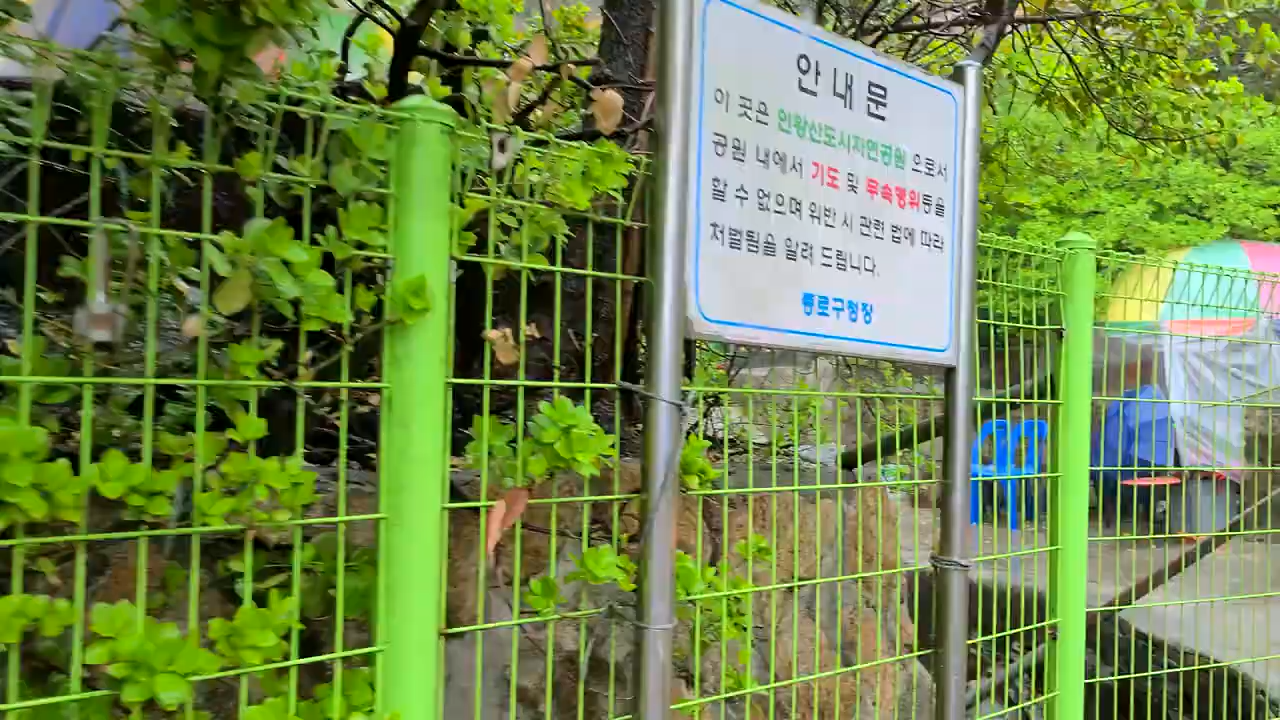 안내문
이 곳은 인왕산도시자연공원 으로서
공원 내에서 기도 및 무속행위등을
할 수 없으며 위반 시 관련 법에 따라
처벌됨을 알려 드립니다.
종로구청장